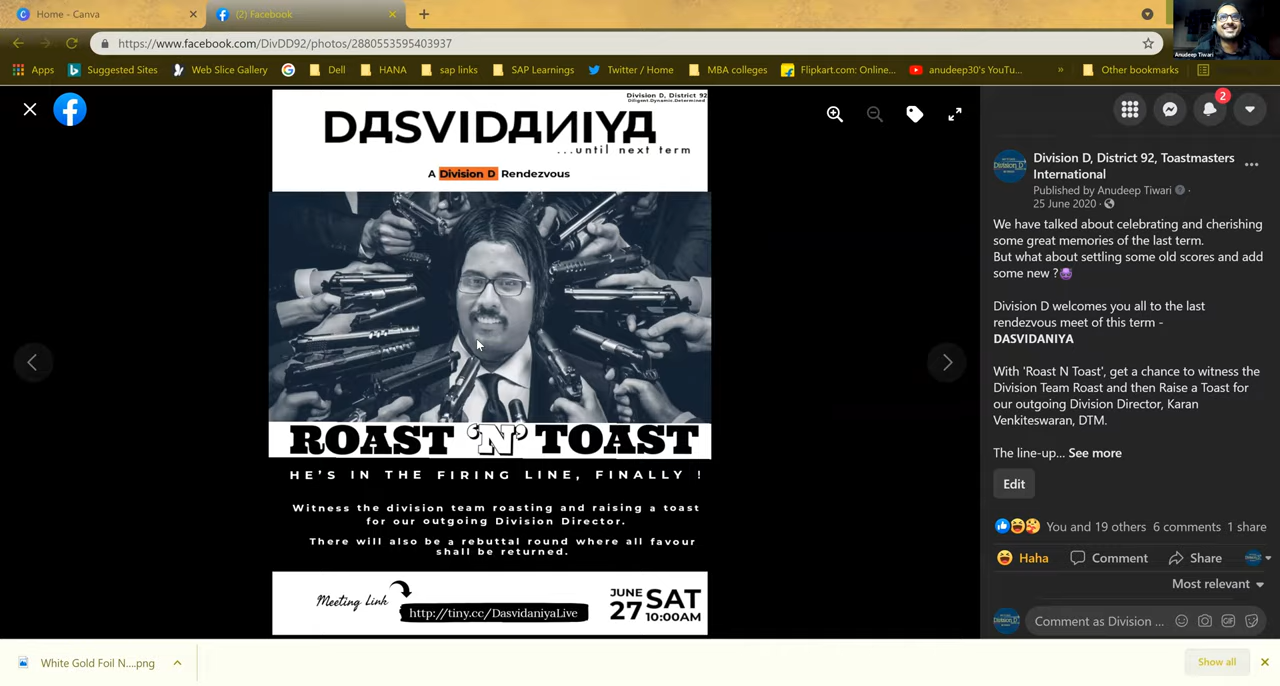 Home - Canva
(2) Facebook
https://www.facebook.com/DivDD92/photos/2880553595403937
Apps
Suggested Sites
Web Slice Gallery
Dell
HANA
sap links
SAP Learnings
Twitter / Home
MBA colleges
Flipkart.com: Online...
anudeep30's YouTu...
»
Other bookmarks
Anudeep Tiwari
Division D, District 92
Diligent.Dynamic.Determined
DASVIDANIYA
...until next term
A Division D Rendezvous
ROAST 'N' TOAST
HE'S IN THE FIRING LINE, FINALLY !
Witness the division team roasting and raising a toast
for our outgoing Division Director.
There will also be a rebuttal round where all favour
shall be returned.
Meeting Link
http://tiny.cc/DasvidaniyaLive
JUNE
27
SAT
10:00AM
2
Division D, District 92, Toastmasters
International
Published by Anudeep Tiwari
25 June 2020
We have talked about celebrating and cherishing
some great memories of the last term.
But what about settling some old scores and add
some new ?
Division D welcomes you all to the last
rendezvous meet of this term -
DASVIDANIYA
With 'Roast N Toast', get a chance to witness the
Division Team Roast and then Raise a Toast for
our outgoing Division Director, Karan
Venkiteswaran, DTM.
The line-up... See more
Edit
You and 19 others 6 comments 1 share
Haha
Comment
Share
Most relevant
Comment as Division ...
GIF
White Gold Foil N....png
Show all